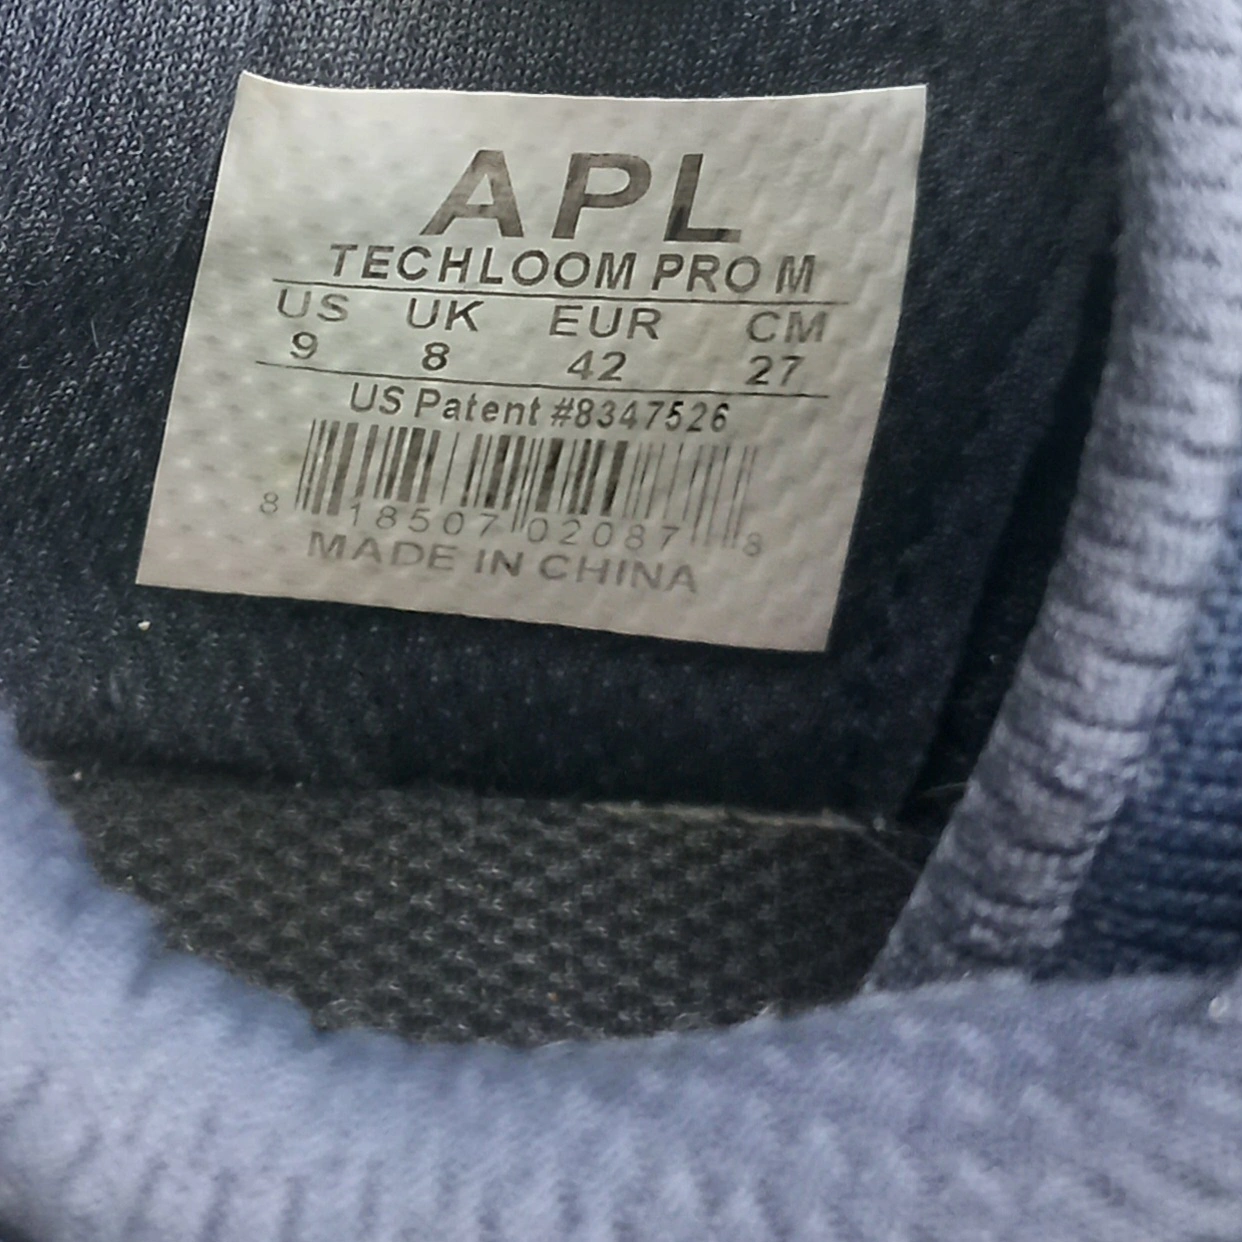 APL
TECHLOOM PRO M
US UK EUR CM
9 8 42 27
US Patent #8347526
8 18507 02087 8
MADE IN CHINA